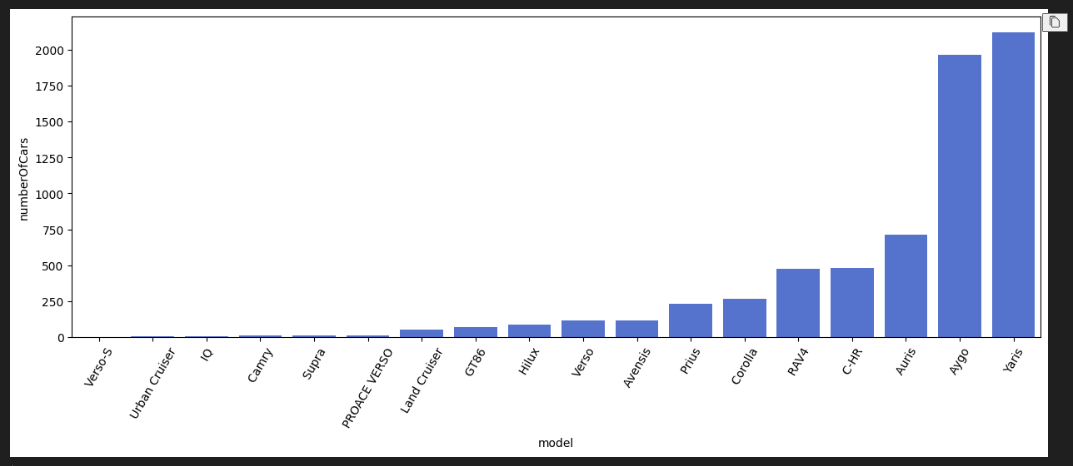 2000
1750
1500
1250
1000
750
500
250
0
numberOfCars
Verso-S
Urban Cruiser
IQ
Camry
Supra
PROACE VERSO
Land Cruiser
GT86
Hilux
Verso
Avensis
Prius
Corolla
RAV4
C-HR
Auris
Aygo
Yaris
model